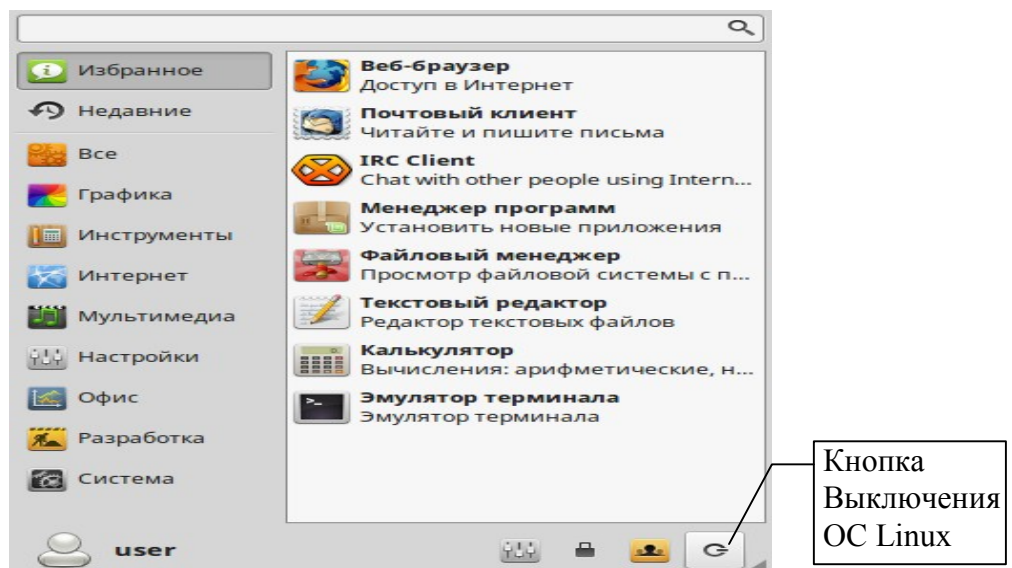 Избранное
Недавние
Все
Графика
Инструменты
Интернет
Мультимедиа
Настройки
Офис
Разработка
Система
user
Веб-браузер
Доступ в Интернет
Почтовый клиент
Читайте и пишите письма
IRC Client
Chat with other people using Intern...
Менеджер программ
Установить новые приложения
Файловый менеджер
Просмотр файловой системы с п...
Текстовый редактор
Редактор текстовых файлов
Калькулятор
Вычисления: арифметические, н...
Эмулятор терминала
Эмулятор терминала
Кнопка
Выключения
ОС Linux